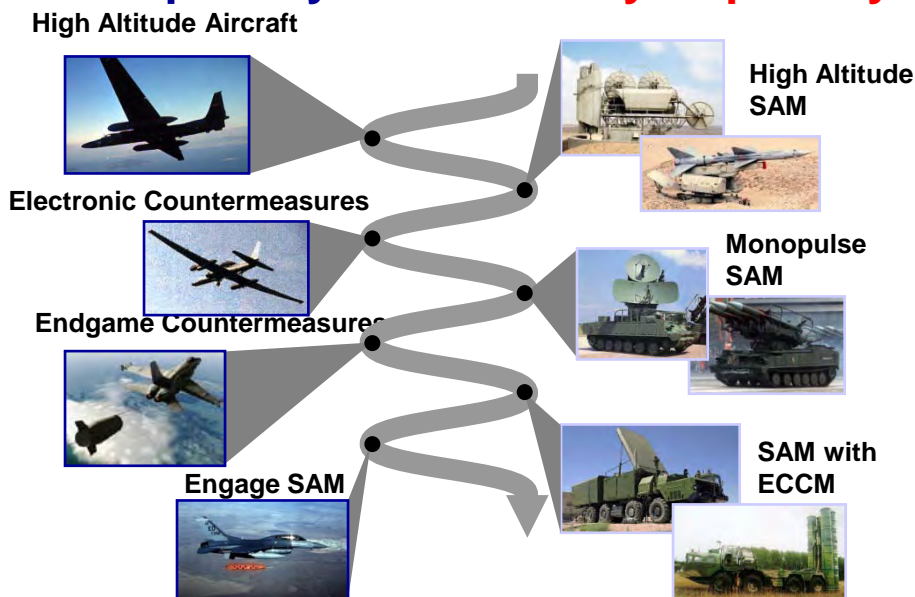 High Altitude Aircraft
High Altitude
SAM
Electronic Countermeasures
Monopulse
SAM
Endgame Countermeasures
SAM with
ECCM
Engage SAM